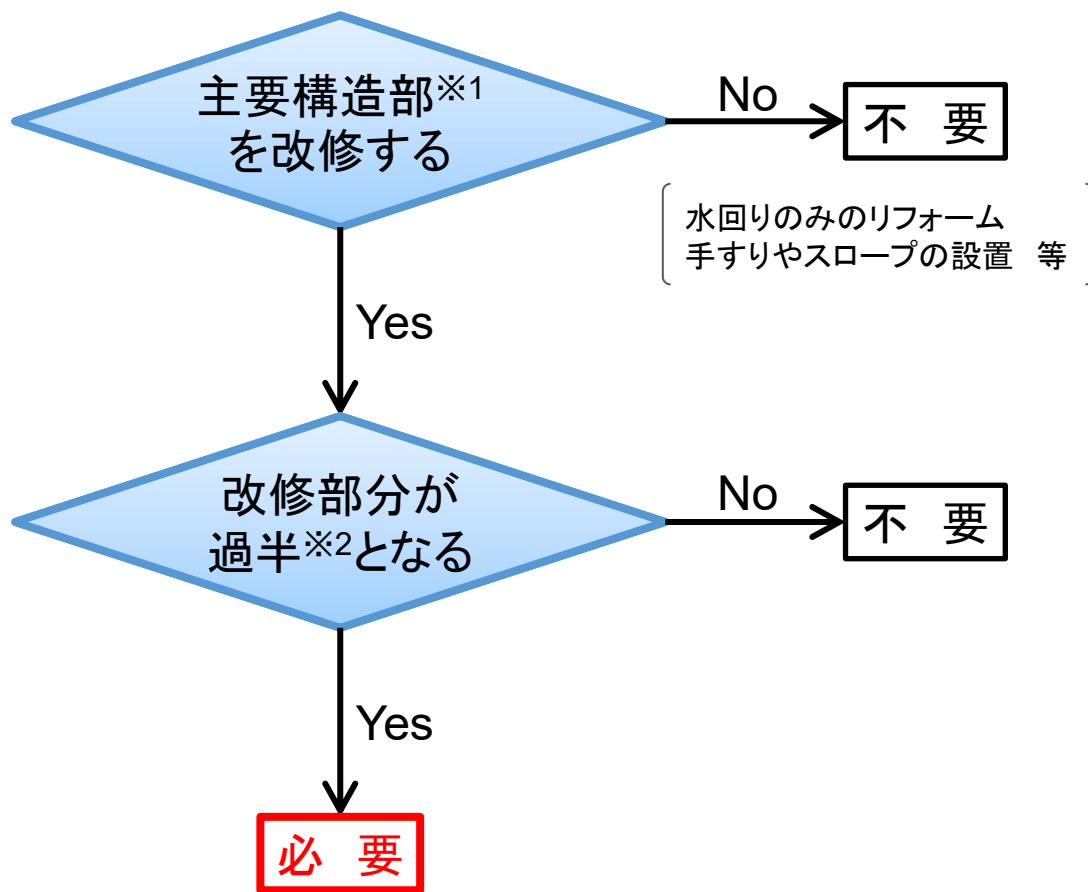 主要構造部※1
を改修する
No
不 要
水回りのみのリフォーム
手すりやスロープの設置 等
Yes
改修部分が
過半※2となる
No
不 要
Yes
必 要